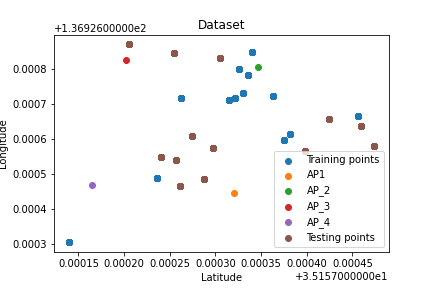 Dataset
+1.3692600000e2
0.0008
0.0007
0.0006
0.0005
0.0004
0.0003
Longitude
Training points
AP1
AP_2
AP_3
AP_4
Testing points
0.00015 0.00020 0.00025 0.00030 0.00035 0.00040 0.00045
Latitude
+3.5157000000e1